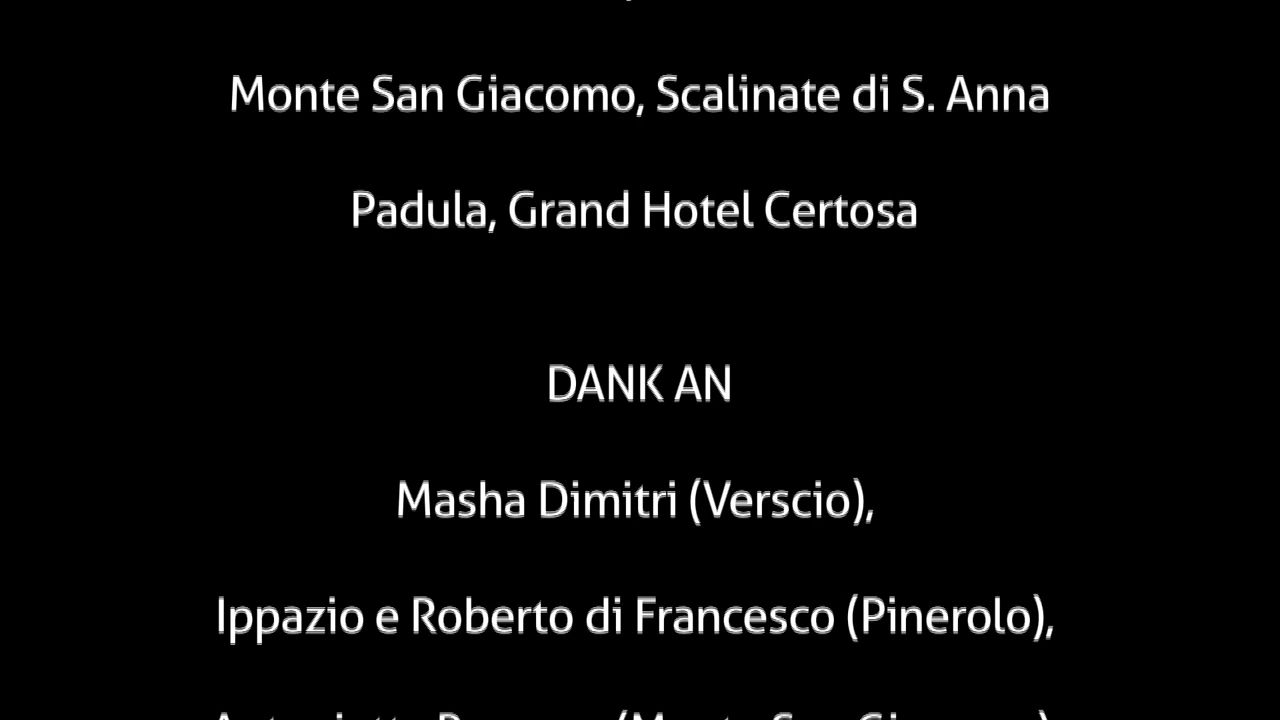 Monte San Giacomo, Scalinate di S. Anna
Padula, Grand Hotel Certosa
DANK AN
Masha Dimitri (Verscio),
Ippazio e Roberto di Francesco (Pinerolo),